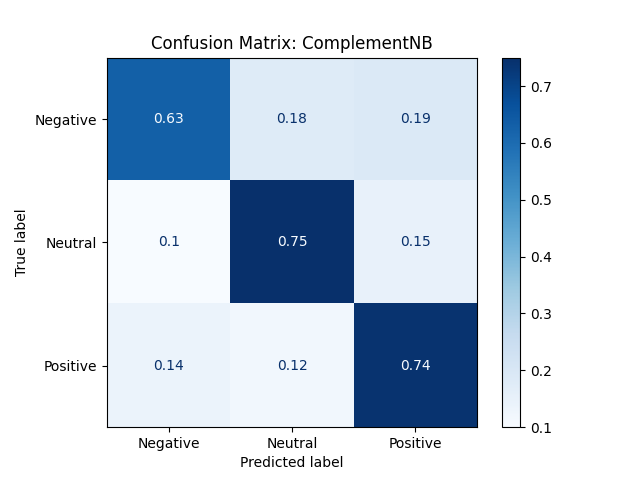 Confusion Matrix: ComplementNB
True label
Negative 0.63 0.18 0.19
Neutral 0.1 0.75 0.15
Positive 0.14 0.12 0.74
Negative Neutral Positive
Predicted label
0.7
0.6
0.5
0.4
0.3
0.2
0.1